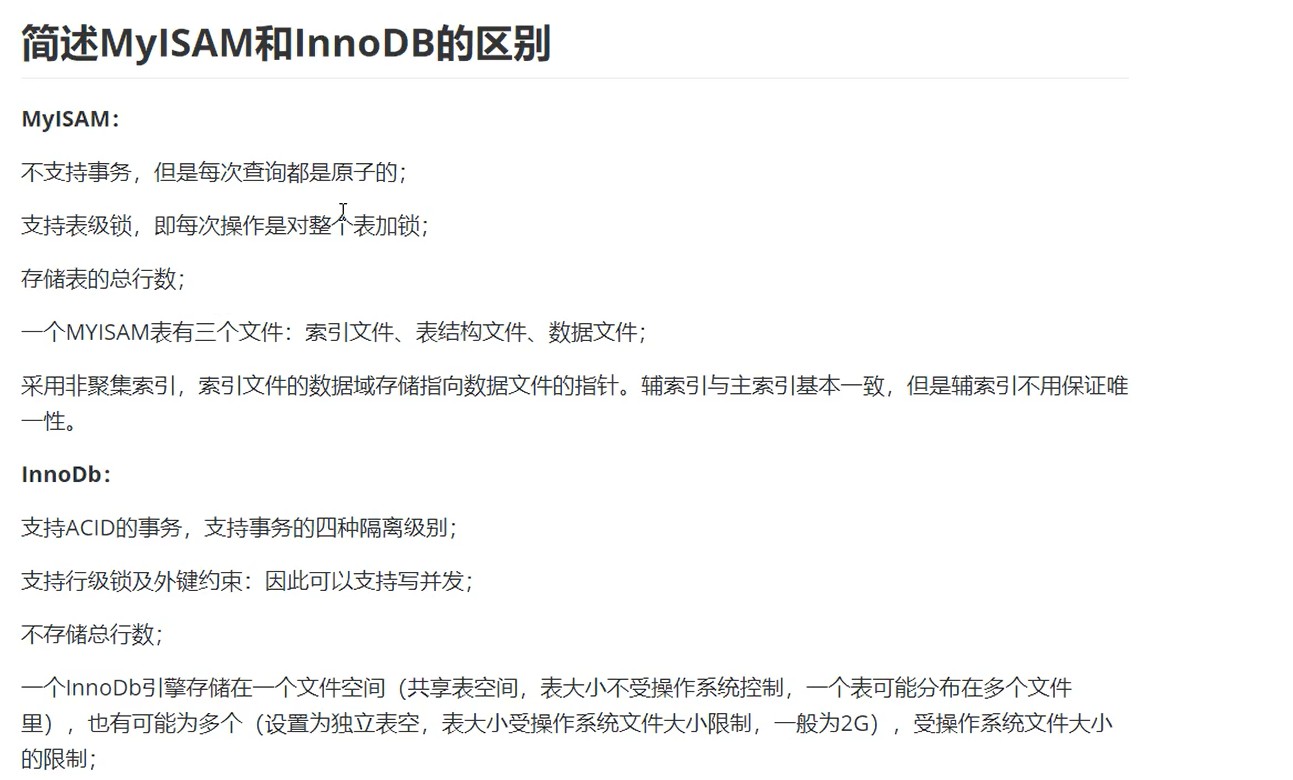 简述MyISAM和InnoDB的区别
MyISAM：
不支持事务，但是每次查询都是原子的；
支持表级锁，即每次操作是对整个表加锁；
存储表的总行数；
一个MYISAM表有三个文件：索引文件、表结构文件、数据文件；
采用非聚集索引，索引文件的数据域存储指向数据文件的指针。辅索引与主索引基本一致，但是辅索引不用保证唯
一性。
InnoDb：
支持ACID的事务，支持事务的四种隔离级别；
支持行级锁及外键约束：因此可以支持写并发；
不存储总行数；
一个InnoDb引擎存储在一个文件空间（共享表空间，表大小不受操作系统控制，一个表可能分布在多个文件
里），也有可能为多个（设置为独立表空，表大小受操作系统文件大小限制，一般为2G），受操作系统文件大小
的限制；